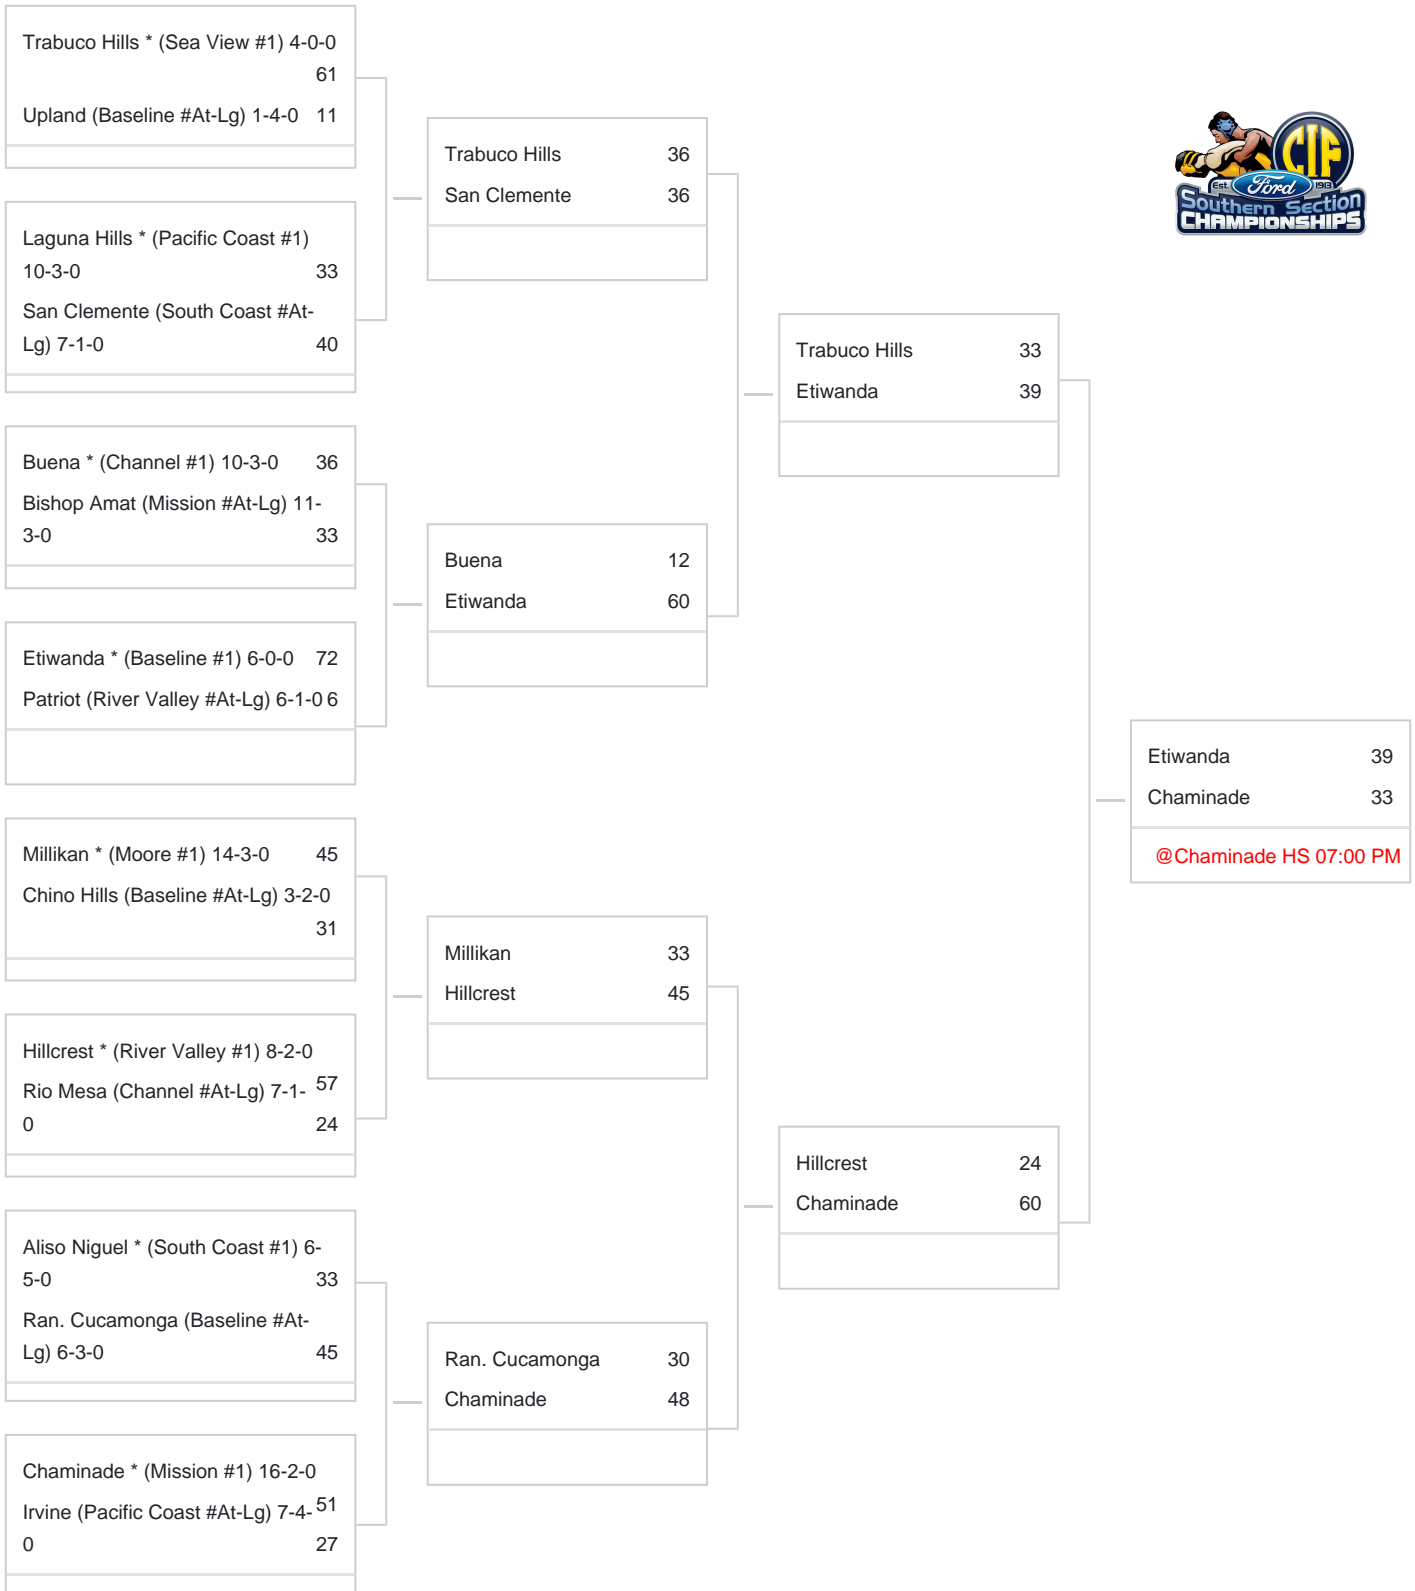 Trabuco Hills * (Sea View #1) 4-0-0
61
Upland (Baseline #At-Lg) 1-4-0 11
Laguna Hills * (Pacific Coast #1)
10-3-0 33
San Clemente (South Coast #At-
Lg) 7-1-0 40
Buena * (Channel #1) 10-3-0 36
Bishop Amat (Mission #At-Lg) 11-
3-0 33
Etiwanda * (Baseline #1) 6-0-0 72
Patriot (River Valley #At-Lg) 6-1-0 6
Millikan * (Moore #1) 14-3-0 45
Chino Hills (Baseline #At-Lg) 3-2-0
31
Hillcrest * (River Valley #1) 8-2-0
57
Rio Mesa (Channel #At-Lg) 7-1-
0 24
Aliso Niguel * (South Coast #1) 6-
5-0 33
Ran. Cucamonga (Baseline #At-
Lg) 6-3-0 45
Chaminade * (Mission #1) 16-2-0
51
Irvine (Pacific Coast #At-Lg) 7-4-
0 27
Trabuco Hills 36
San Clemente 36
Buena 12
Etiwanda 60
Millikan 33
Hillcrest 45
Ran. Cucamonga 30
Chaminade 48
Trabuco Hills 33
Etiwanda 39
Hillcrest 24
Chaminade 60
Etiwanda 39
Chaminade 33
@Chaminade HS 07:00 PM
CIF
Est. Ford 1913
Southern Section
CHAMPIONSHIPS